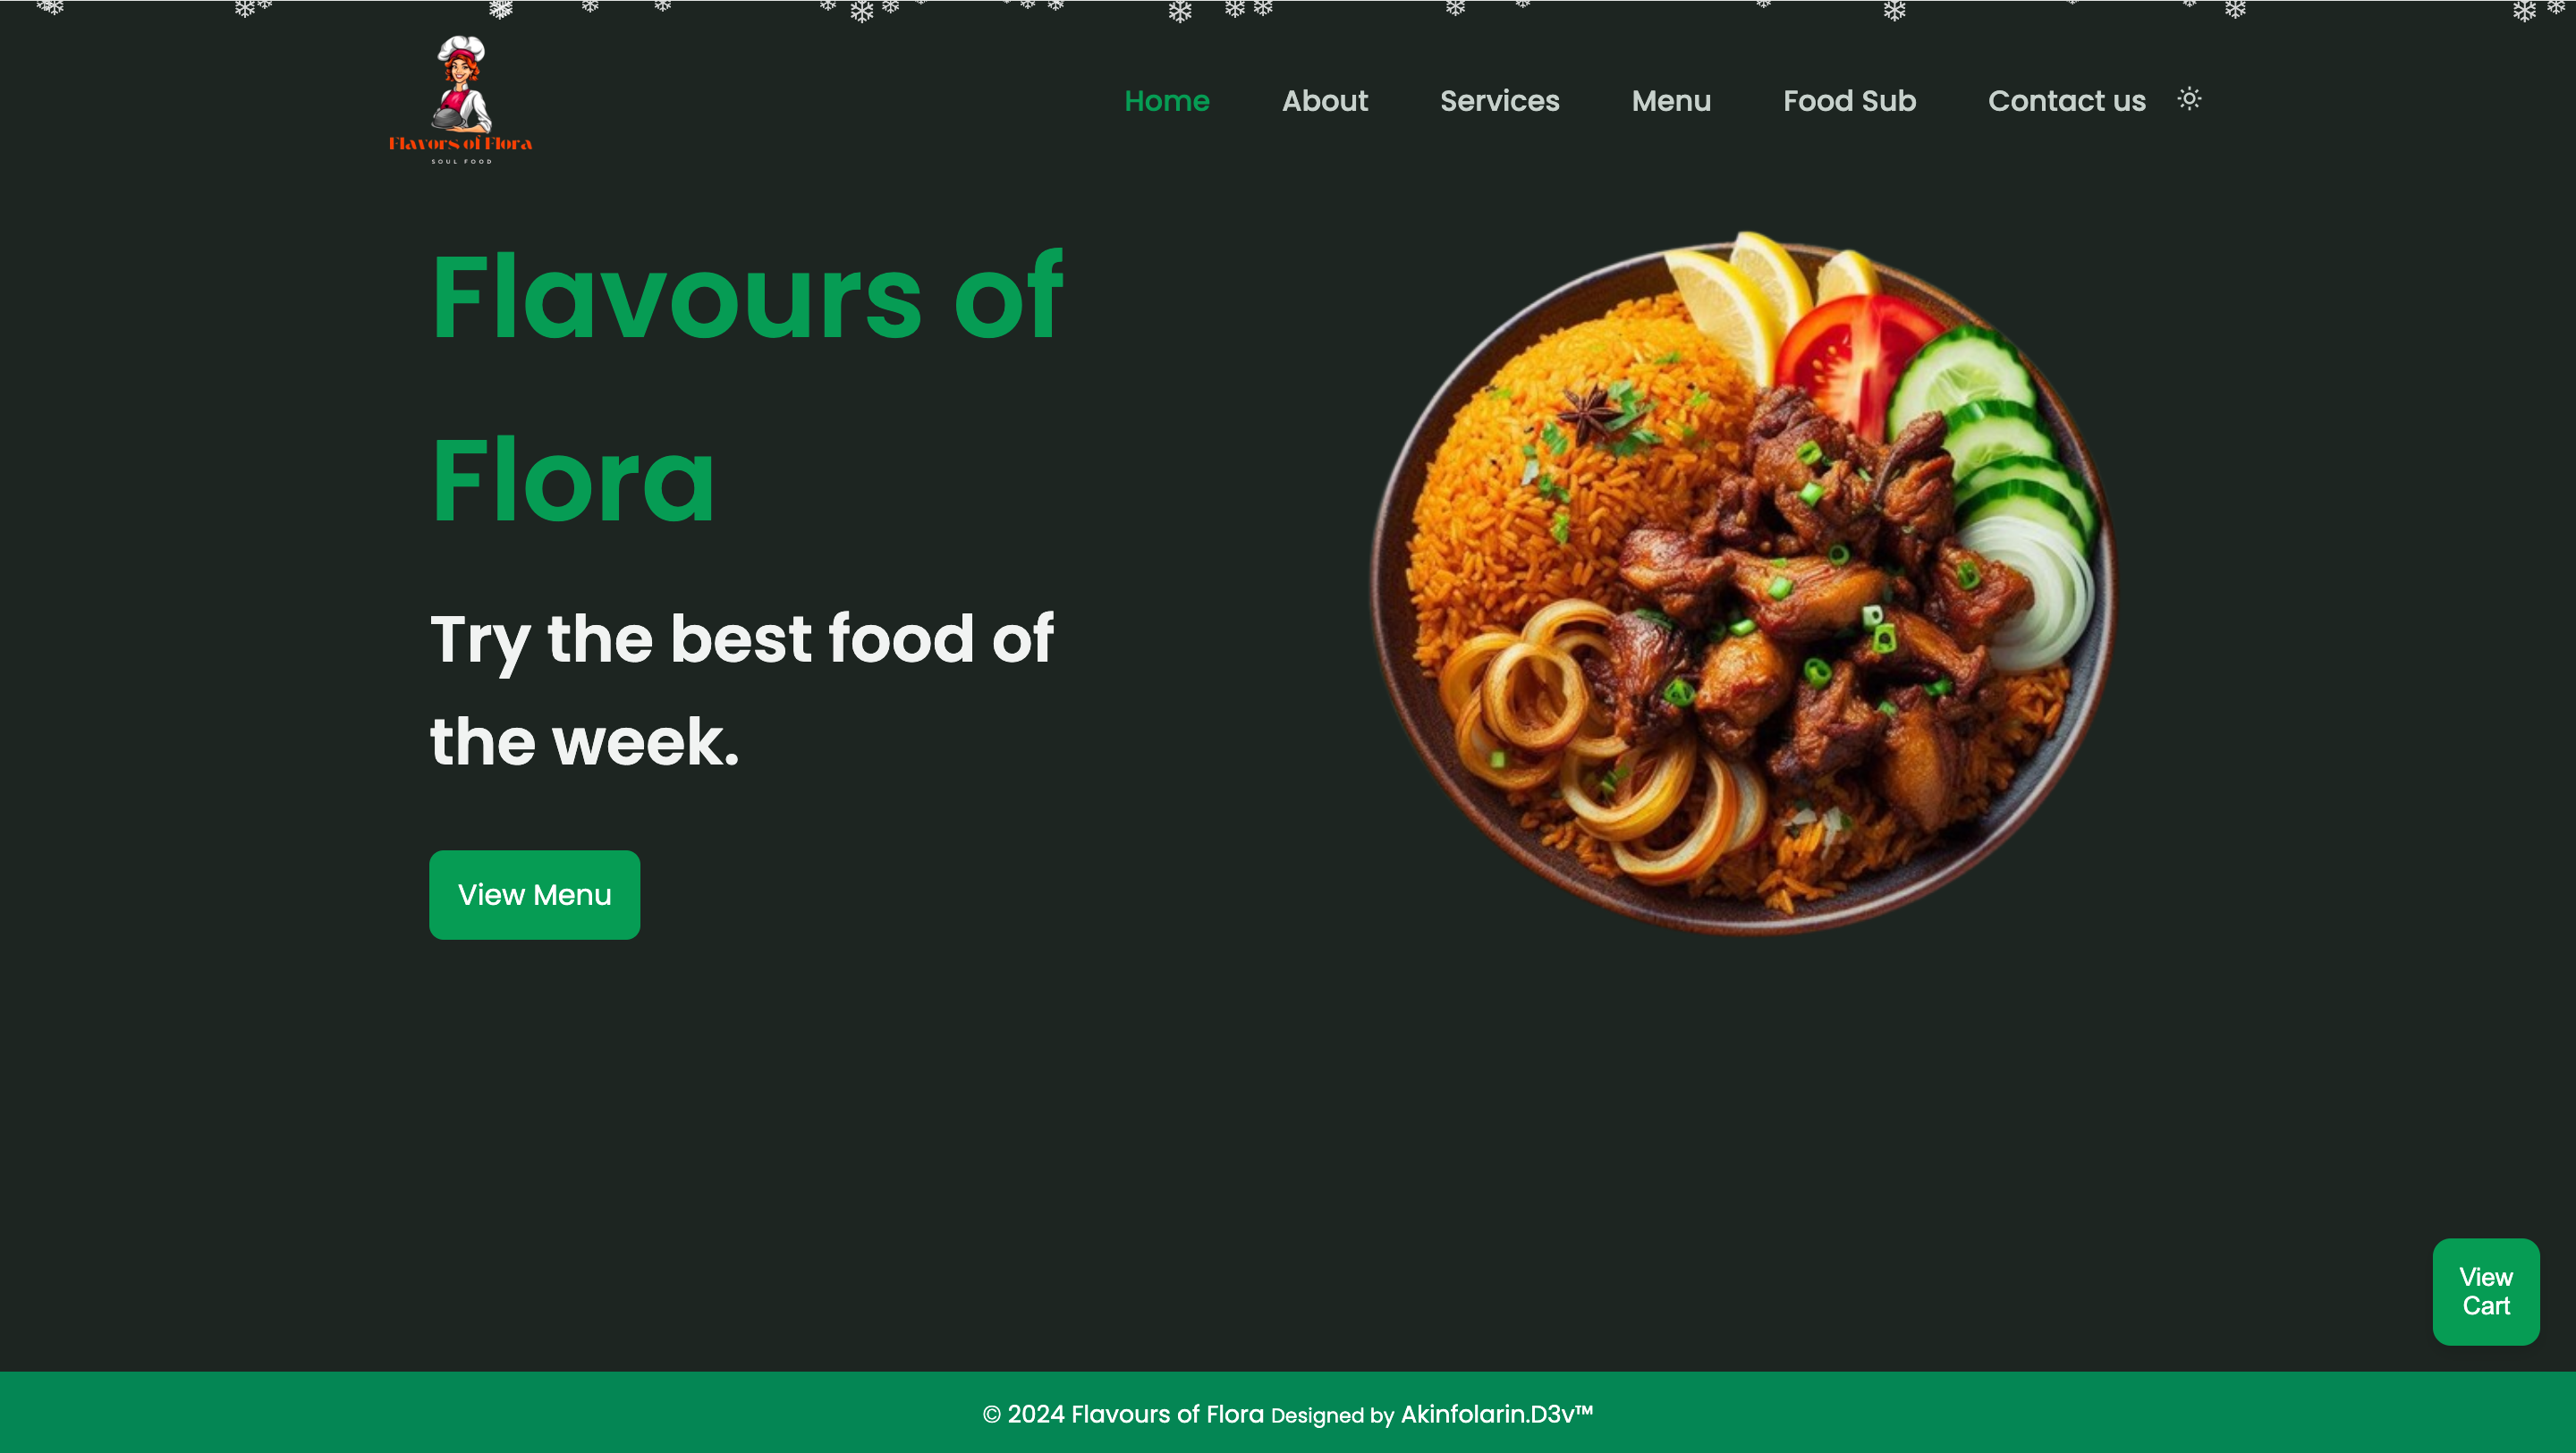 Flavors of Flora
SOUL FOOD
Home About Services Menu Food Sub Contact us
Flavours of
Flora
Try the best food of
the week.
View Menu
View
Cart
© 2024 Flavours of Flora Designed by Akinfolarin.D3v™